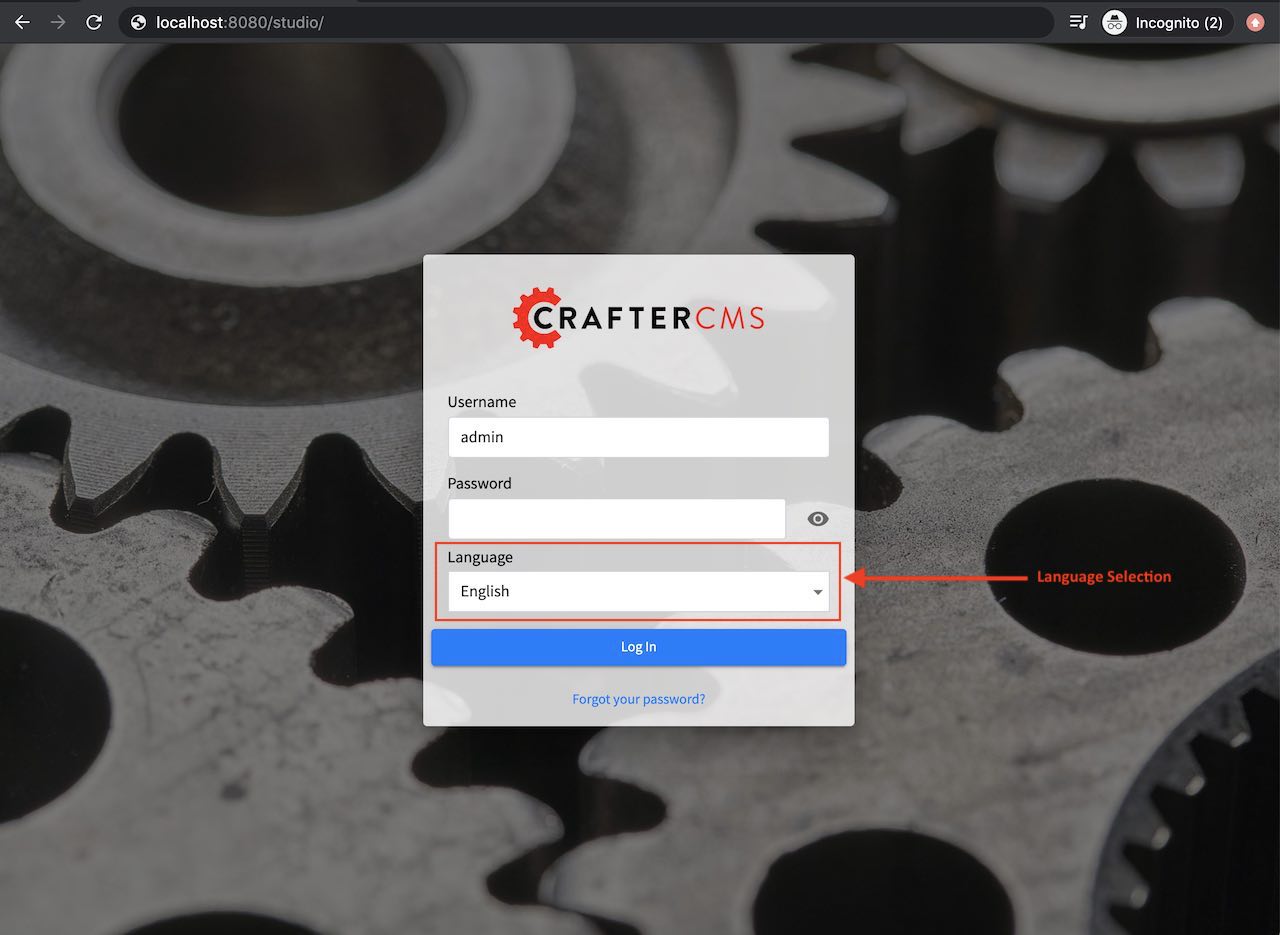 localhost:8080/studio/
Incognito (2)
CRAFTERCMS
Username
admin
Password
Language
English
Language Selection
Log In
Forgot your password?